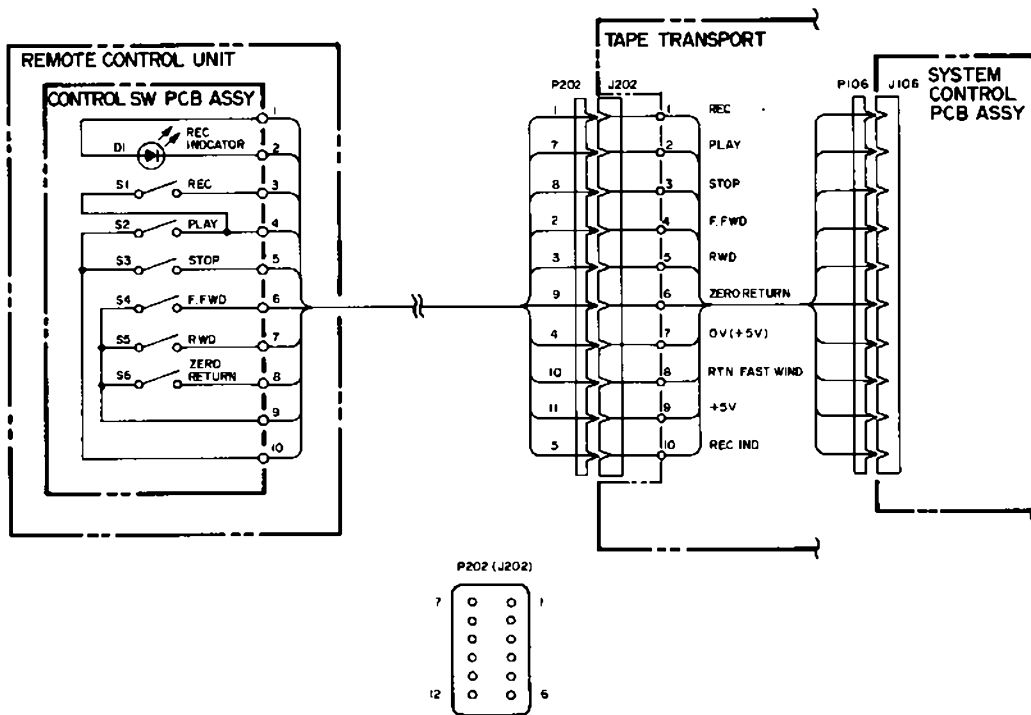 REMOTE CONTROL UNIT
CONTROL SW PCB ASSY
REC
INDCATOR
D1
1
2
S1
REC
3
S2
PLAY
4
S3
STOP
5
S4
F.FWD
6
S5
RWD
7
S6
ZERO
RETURN
8
9
10
TAPE TRANSPORT
P202
J202
1
1
REC
7
2
PLAY
8
3
STOP
2
4
F.FWD
3
5
RWD
9
6
ZERO RETURN
4
7
0V(+5V)
10
8
RTN FAST WIND
11
9
+5V
5
10
REC IND
P106
J106
SYSTEM
CONTROL
PCB ASSY
P202 (J202)
7
1
12
6